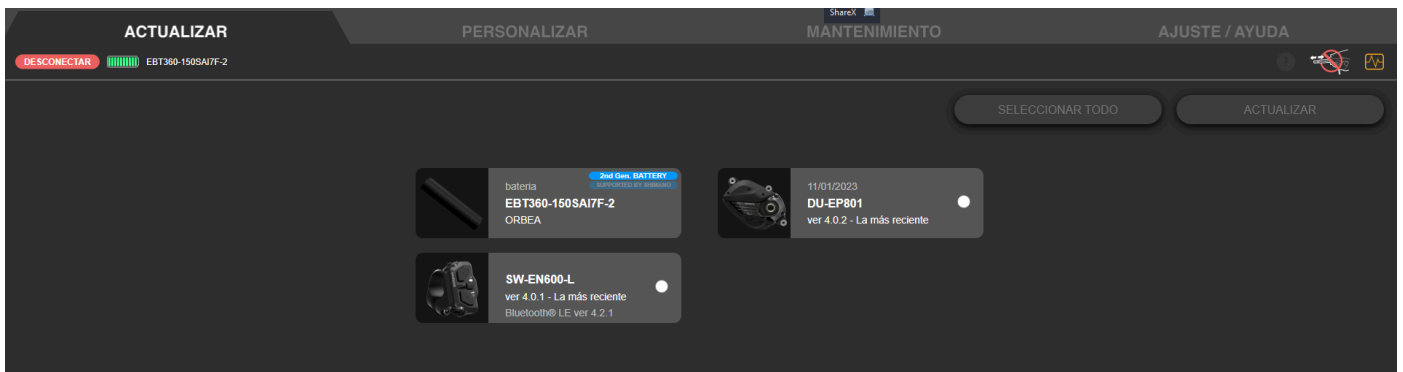 ShareX
ACTUALIZAR
PERSONALIZAR
MANTENIMIENTO
AJUSTE / AYUDA
DESCONECTAR
EBT360-150SAI7F-2
SELECCIONAR TODO
ACTUALIZAR
2nd Gen. BATTERY
SUPPORTED BY SHIMANO
bateria
EBT360-150SAI7F-2
ORBEA
11/01/2023
DU-EP801
ver 4.0.2 - La más reciente
SW-EN600-L
ver 4.0.1 - La más reciente
Bluetooth® LE ver 4.2.1